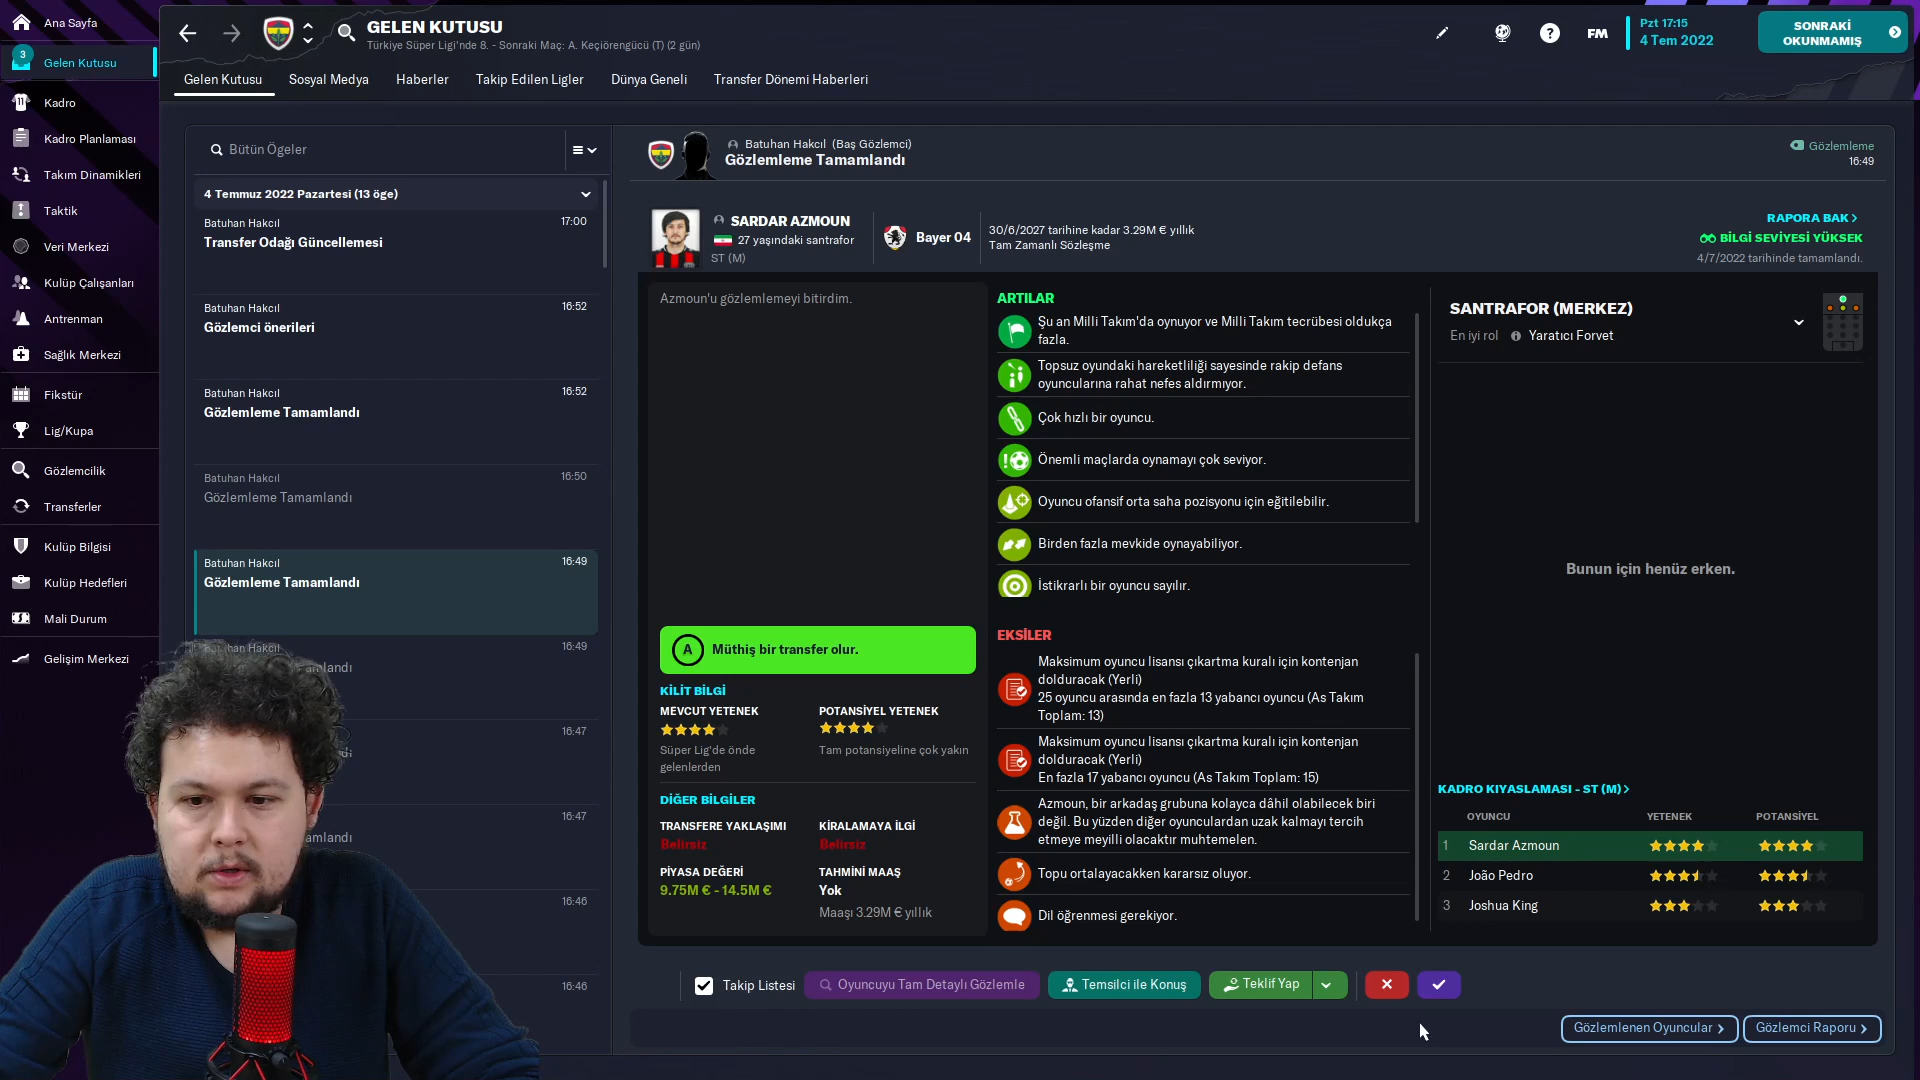 Ana Sayfa
3
Gelen Kutusu
11
Kadro
Kadro Planlaması
Takım Dinamikleri
Taktik
Veri Merkezi
Kulüp Çalışanları
Antrenman
Sağlık Merkezi
Fikstür
Lig/Kupa
Gözlemcilik
Transferler
Kulüp Bilgisi
Kulüp Hedefleri
Mali Durum
Gelişim Merkezi
GELEN KUTUSU
Türkiye Süper Ligi'nde 8. - Sonraki Maç: A. Keçiörengücü (T) (2 gün)
FM
Pzt 17:15
4 Tem 2022
SONRAKİ
OKUNMAMIŞ
Gelen Kutusu
Sosyal Medya
Haberler
Takip Edilen Ligler
Dünya Geneli
Transfer Dönemi Haberleri
Bütün Ögeler
4 Temmuz 2022 Pazartesi (13 öge)
Batuhan Hakcıl 17:00
Transfer Odağı Güncellemesi
Batuhan Hakcıl 16:52
Gözlemci önerileri
Batuhan Hakcıl 16:52
Gözlemleme Tamamlandı
Batuhan Hakcıl 16:50
Gözlemleme Tamamlandı
Batuhan Hakcıl 16:49
Gözlemleme Tamamlandı
16:49
16:47
16:47
16:46
16:46
Batuhan Hakcıl (Baş Gözlemci)
Gözlemleme Tamamlandı
Gözlemleme
16:49
SARDAR AZMOUN
27 yaşındaki santrafor
ST (M)
Bayer 04
30/6/2027 tarihine kadar 3.29M € yıllık
Tam Zamanlı Sözleşme
RAPORA BAK
BİLGİ SEVİYESİ YÜKSEK
4/7/2022 tarihinde tamamlandı.
Azmoun'u gözlemlemeyi bitirdim.
A Müthiş bir transfer olur.
KİLİT BİLGİ
MEVCUT YETENEK
Süper Lig'de önde
gelenlerden
POTANSİYEL YETENEK
Tam potansiyeline çok yakın
DİĞER BİLGİLER
TRANSFERE YAKLAŞIMI
Belirsiz
KİRALAMAYA İLGİ
Belirsiz
PİYASA DEĞERİ
9.75M € - 14.5M €
TAHMİNİ MAAŞ
Yok
Maaşı 3.29M € yıllık
ARTILAR
Şu an Milli Takım'da oynuyor ve Milli Takım tecrübesi oldukça
fazla.
Topsuz oyundaki hareketliliği sayesinde rakip defans
oyuncularına rahat nefes aldırmıyor.
Çok hızlı bir oyuncu.
Önemli maçlarda oynamayı çok seviyor.
Oyuncu ofansif orta saha pozisyonu için eğitilebilir.
Birden fazla mevkide oynayabiliyor.
İstikrarlı bir oyuncu sayılır.
EKSİLER
Maksimum oyuncu lisansı çıkartma kuralı için kontenjan
dolduracak (Yerli)
25 oyuncu arasında en fazla 13 yabancı oyuncu (As Takım
Toplam: 13)
Maksimum oyuncu lisansı çıkartma kuralı için kontenjan
dolduracak (Yerli)
En fazla 17 yabancı oyuncu (As Takım Toplam: 15)
Azmoun, bir arkadaş grubuna kolayca dâhil olabilecek biri
değil. Bu yüzden diğer oyunculardan uzak kalmayı tercih
etmeye meyilli olacaktır muhtemelen.
Topu ortalayacakken kararsız oluyor.
Dil öğrenmesi gerekiyor.
SANTRAFOR (MERKEZ)
En iyi rol Yaratıcı Forvet
Bunun için henüz erken.
KADRO KIYASLAMASI - ST (M)
OYUNCU YETENEK POTANSİYEL
1 Sardar Azmoun
2 João Pedro
3 Joshua King
Takip Listesi
Oyuncuyu Tam Detaylı Gözlemle
Temsilci ile Konuş
Teklif Yap
Gözlemlenen Oyuncular
Gözlemci Raporu